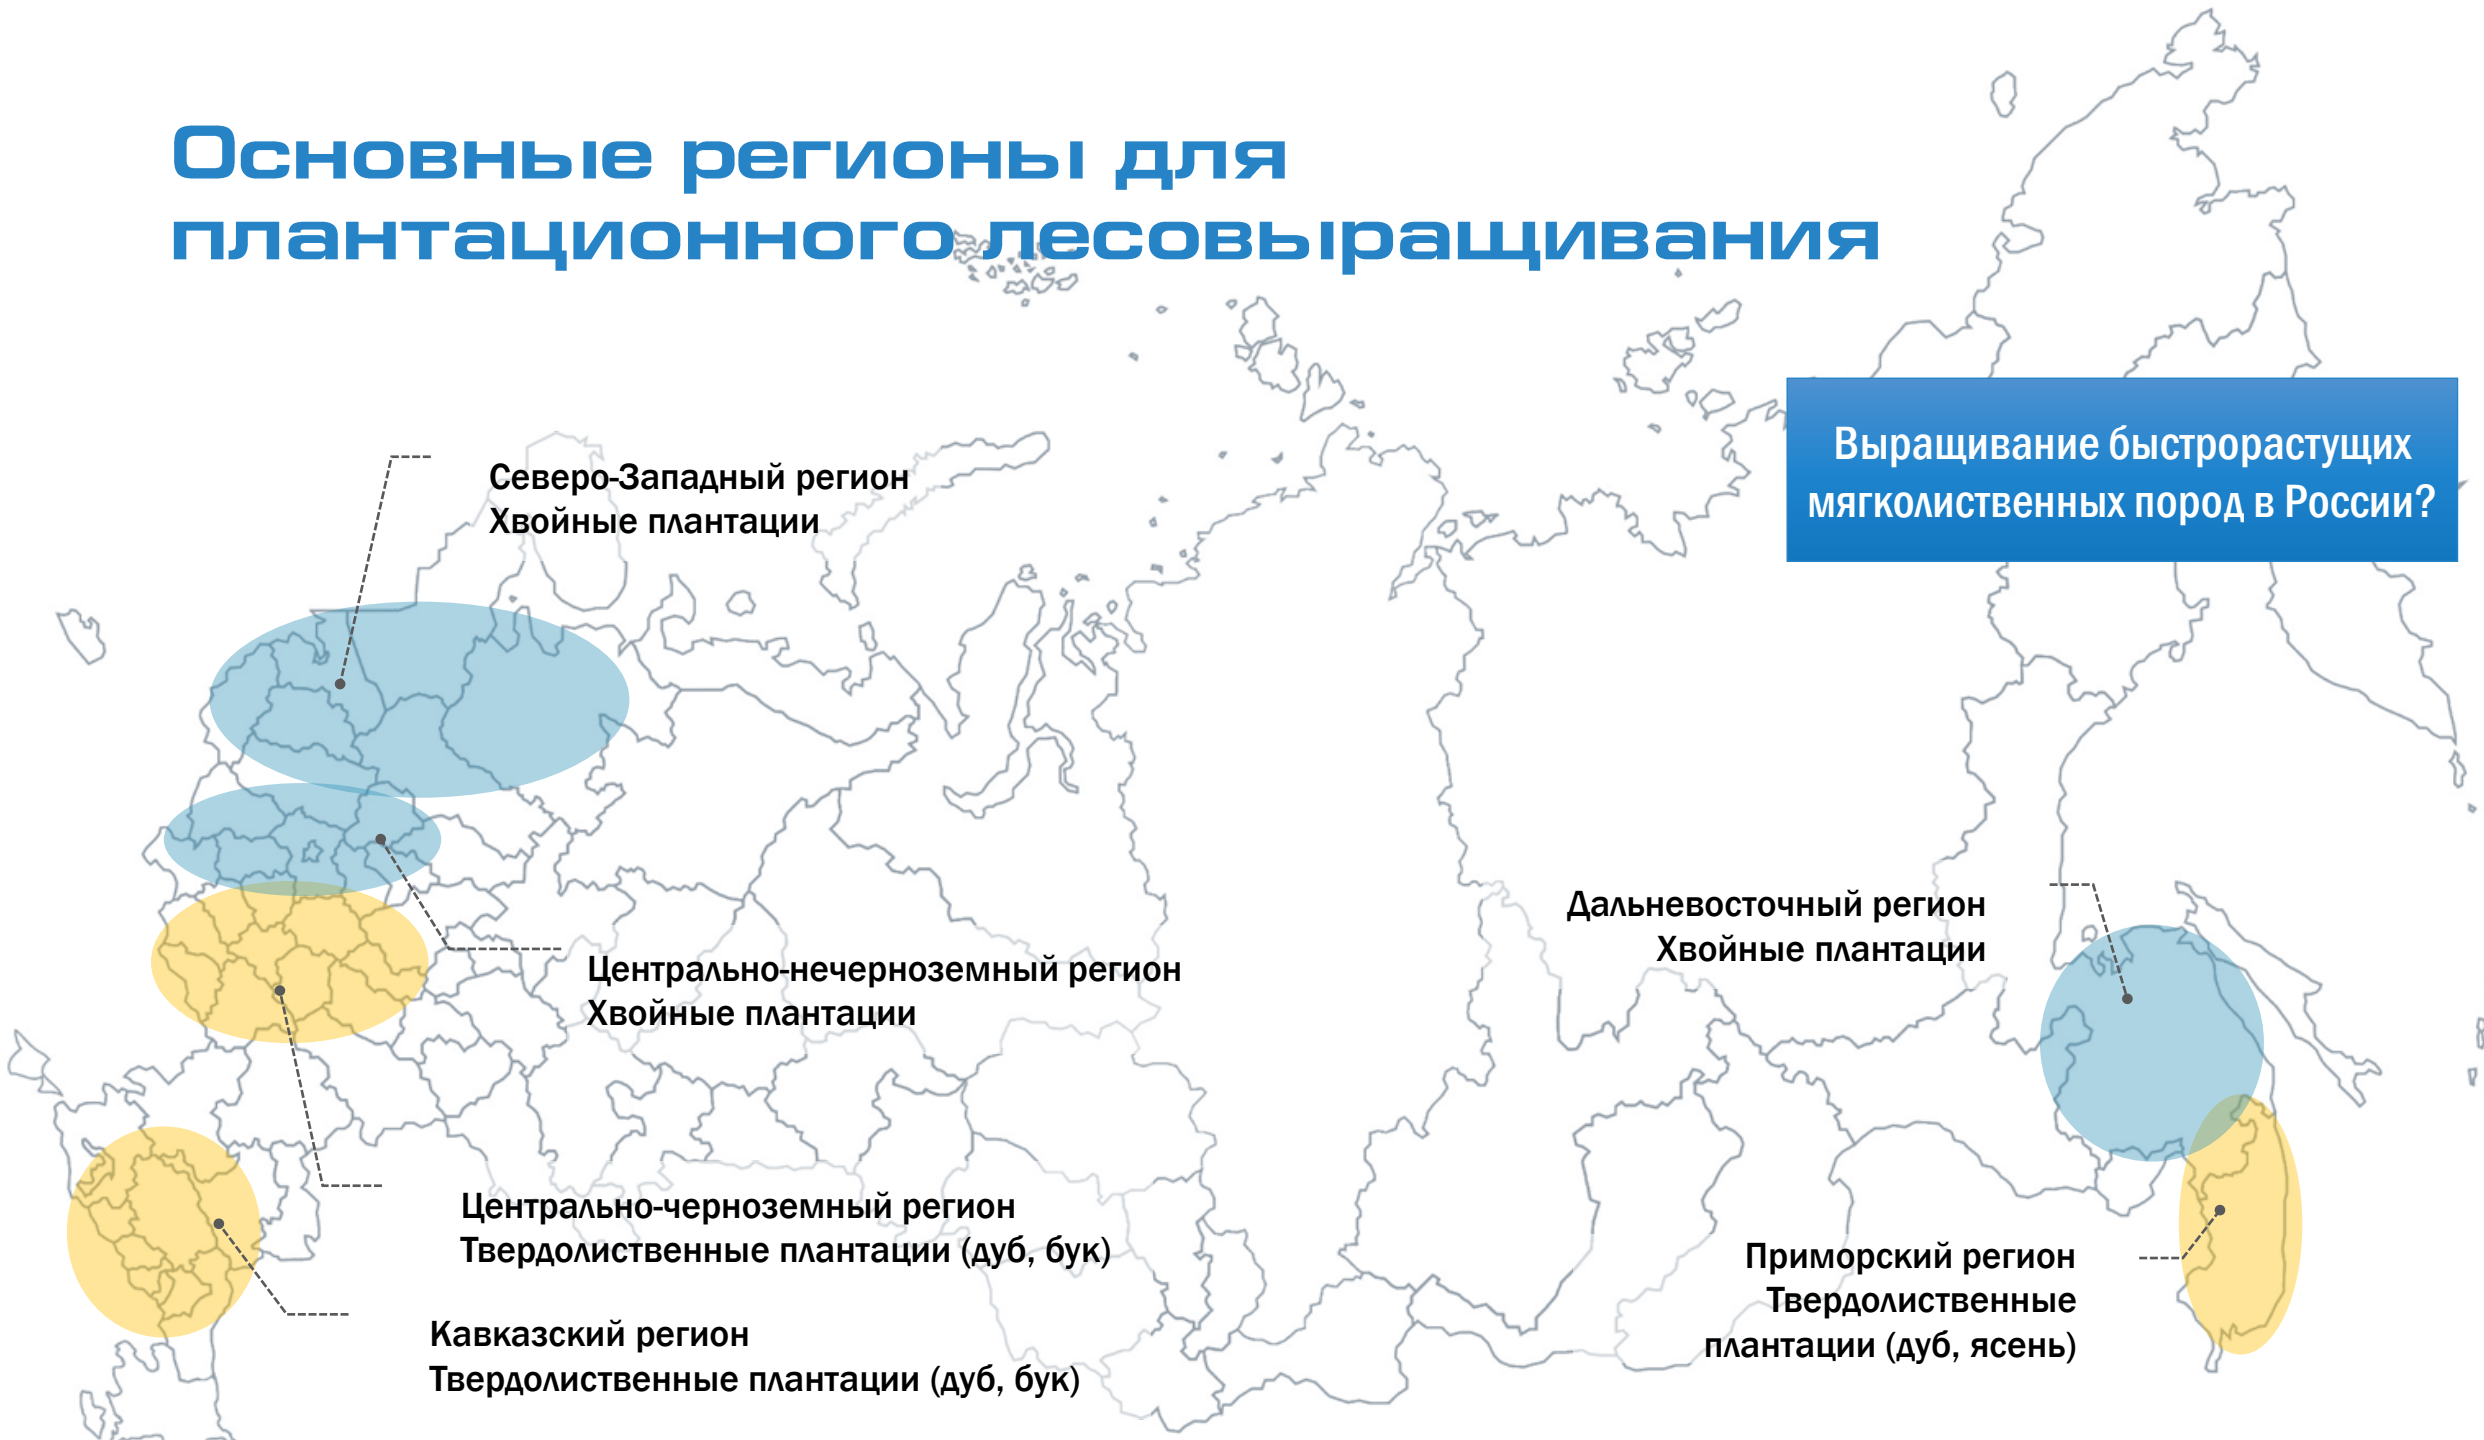 Основные регионы для
плантационного лесовыращивания
Выращивание быстрорастущих
мягколиственных пород в России?
Северо-Западный регион
Хвойные плантации
Дальневосточный регион
Хвойные плантации
Центрально-нечерноземный регион
Хвойные плантации
Центрально-черноземный регион
Твердолиственные плантации (дуб, бук)
Приморский регион
Твердолиственные
плантации (дуб, ясень)
Кавказский регион
Твердолиственные плантации (дуб, бук)